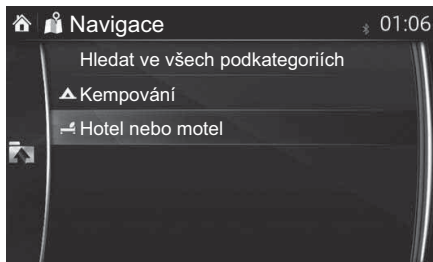 Navigace 01:06
Hledat ve všech podkategoriích
Kempování
Hotel nebo motel